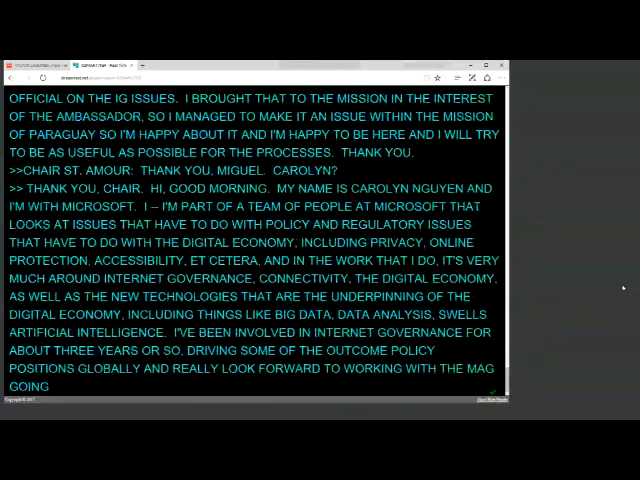 OFFICIAL ON THE IG ISSUES. I BROUGHT THAT TO THE MISSION IN THE INTEREST
OF THE AMBASSADOR, SO I MANAGED TO MAKE IT AN ISSUE WITHIN THE MISSION
OF PARAGUAY SO I'M HAPPY ABOUT IT AND I'M HAPPY TO BE HERE AND I WILL TRY
TO BE AS USEFUL AS POSSIBLE FOR THE PROCESSES. THANK YOU.
>>CHAIR ST. AMOUR: THANK YOU, MIGUEL. CAROLYN?
>> THANK YOU, CHAIR. HI, GOOD MORNING. MY NAME IS CAROLYN NGUYEN AND
I'M WITH MICROSOFT. I -- I'M PART OF A TEAM OF PEOPLE AT MICROSOFT THAT
LOOKS AT ISSUES THAT HAVE TO DO WITH POLICY AND REGULATORY ISSUES
THAT HAVE TO DO WITH THE DIGITAL ECONOMY, INCLUDING PRIVACY, ONLINE
PROTECTION, ACCESSIBILITY, ET CETERA, AND IN THE WORK THAT I DO, IT'S VERY
MUCH AROUND INTERNET GOVERNANCE, CONNECTIVITY, THE DIGITAL ECONOMY,
AS WELL AS THE NEW TECHNOLOGIES THAT ARE THE UNDERPINNING OF THE
DIGITAL ECONOMY, INCLUDING THINGS LIKE BIG DATA, DATA ANALYSIS, SWELLS
ARTIFICIAL INTELLIGENCE. I'VE BEEN INVOLVED IN INTERNET GOVERNANCE FOR
ABOUT THREE YEARS OR SO, DRIVING SOME OF THE OUTCOME POLICY
POSITIONS GLOBALLY AND REALLY LOOK FORWARD TO WORKING WITH THE MAG
GOING
Copyright © 2017